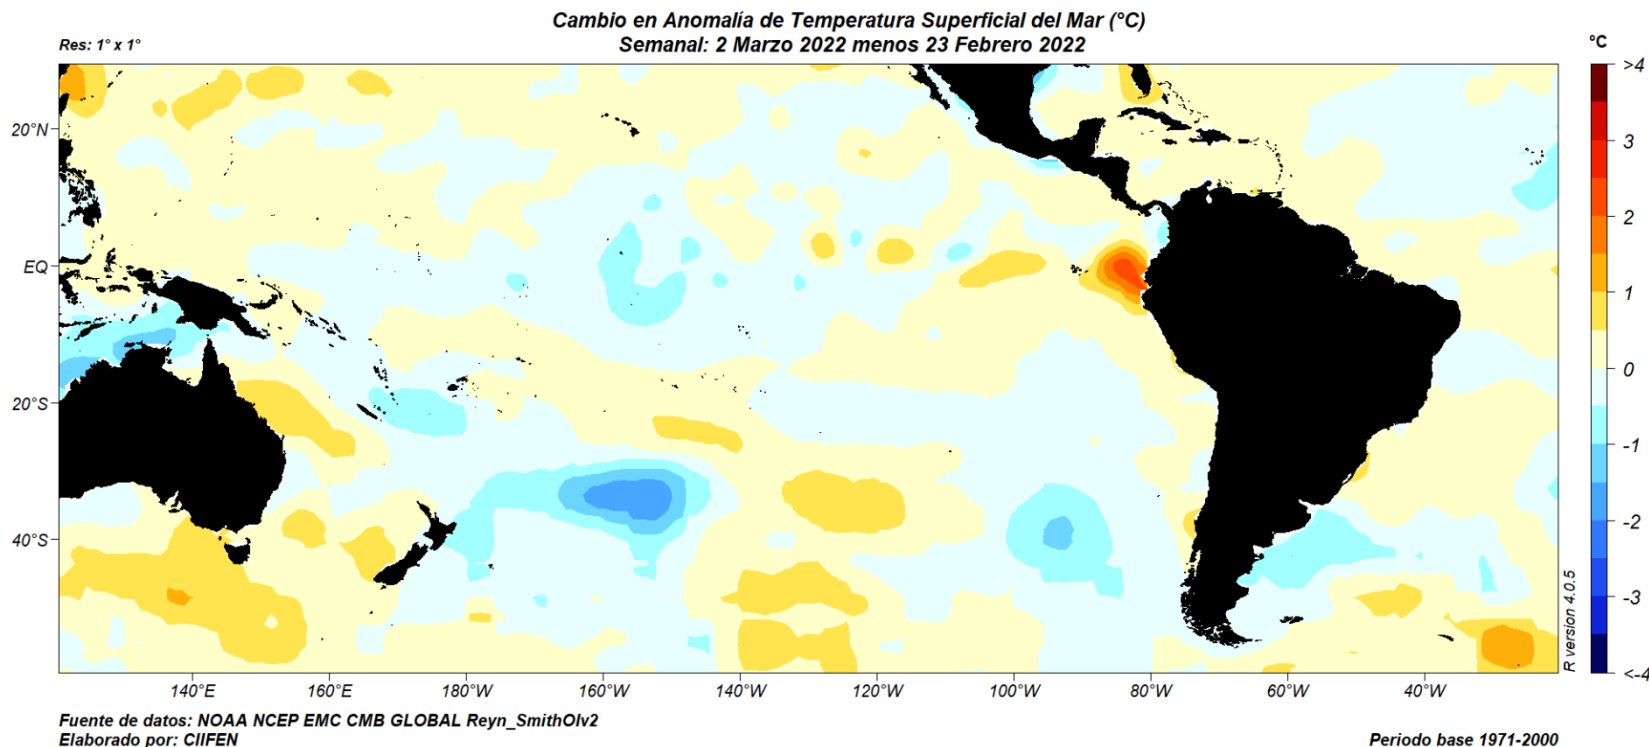 Cambio en Anomalía de Temperatura Superficial del Mar (°C)
Semanal: 2 Marzo 2022 menos 23 Febrero 2022
Res: 1° x 1°
°C
>4
3
2
1
0
-1
-2
-3
<-4
20°N
EQ
20°S
40°S
140°E
160°E
180°W
160°W
140°W
120°W
100°W
80°W
60°W
40°W
R version 4.0.5
Fuente de datos: NOAA NCEP EMC CMB GLOBAL Reyn_SmithOIv2
Elaborado por: CIIFEN
Periodo base 1971-2000